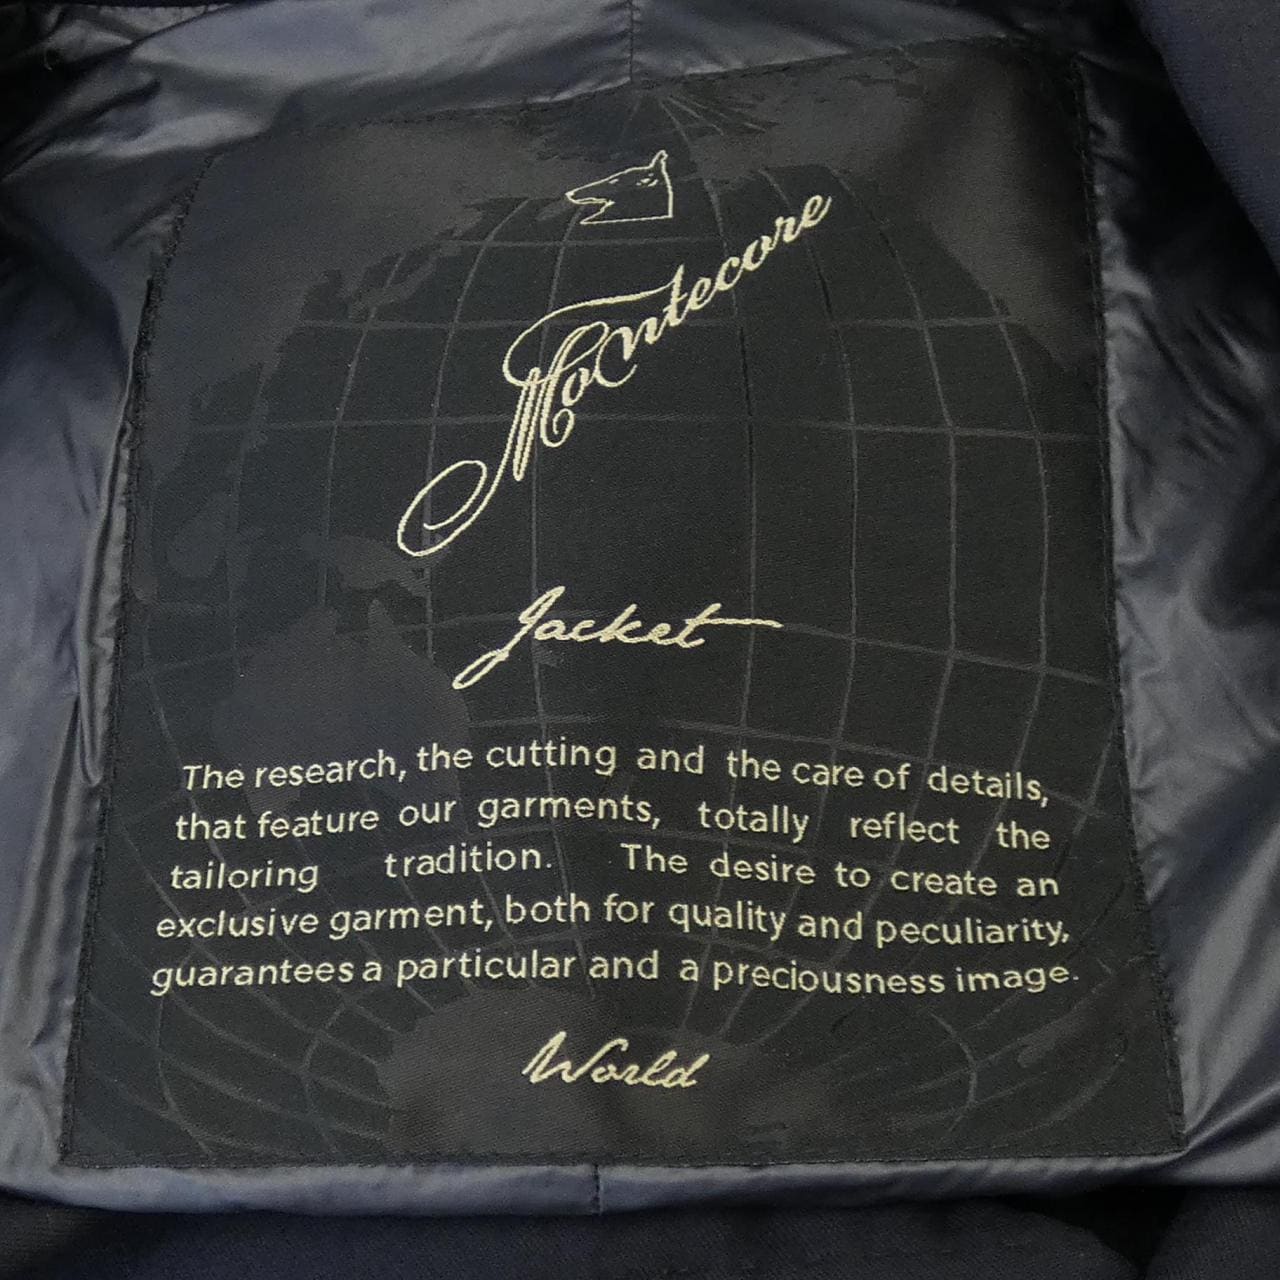 Montecore
Jacket
The research, the cutting and the care of details,
that feature our garments, totally reflect the
tailoring tradition. The desire to create an
exclusive garment, both for quality and peculiarity,
guarantees a particular and a preciousness image.
World